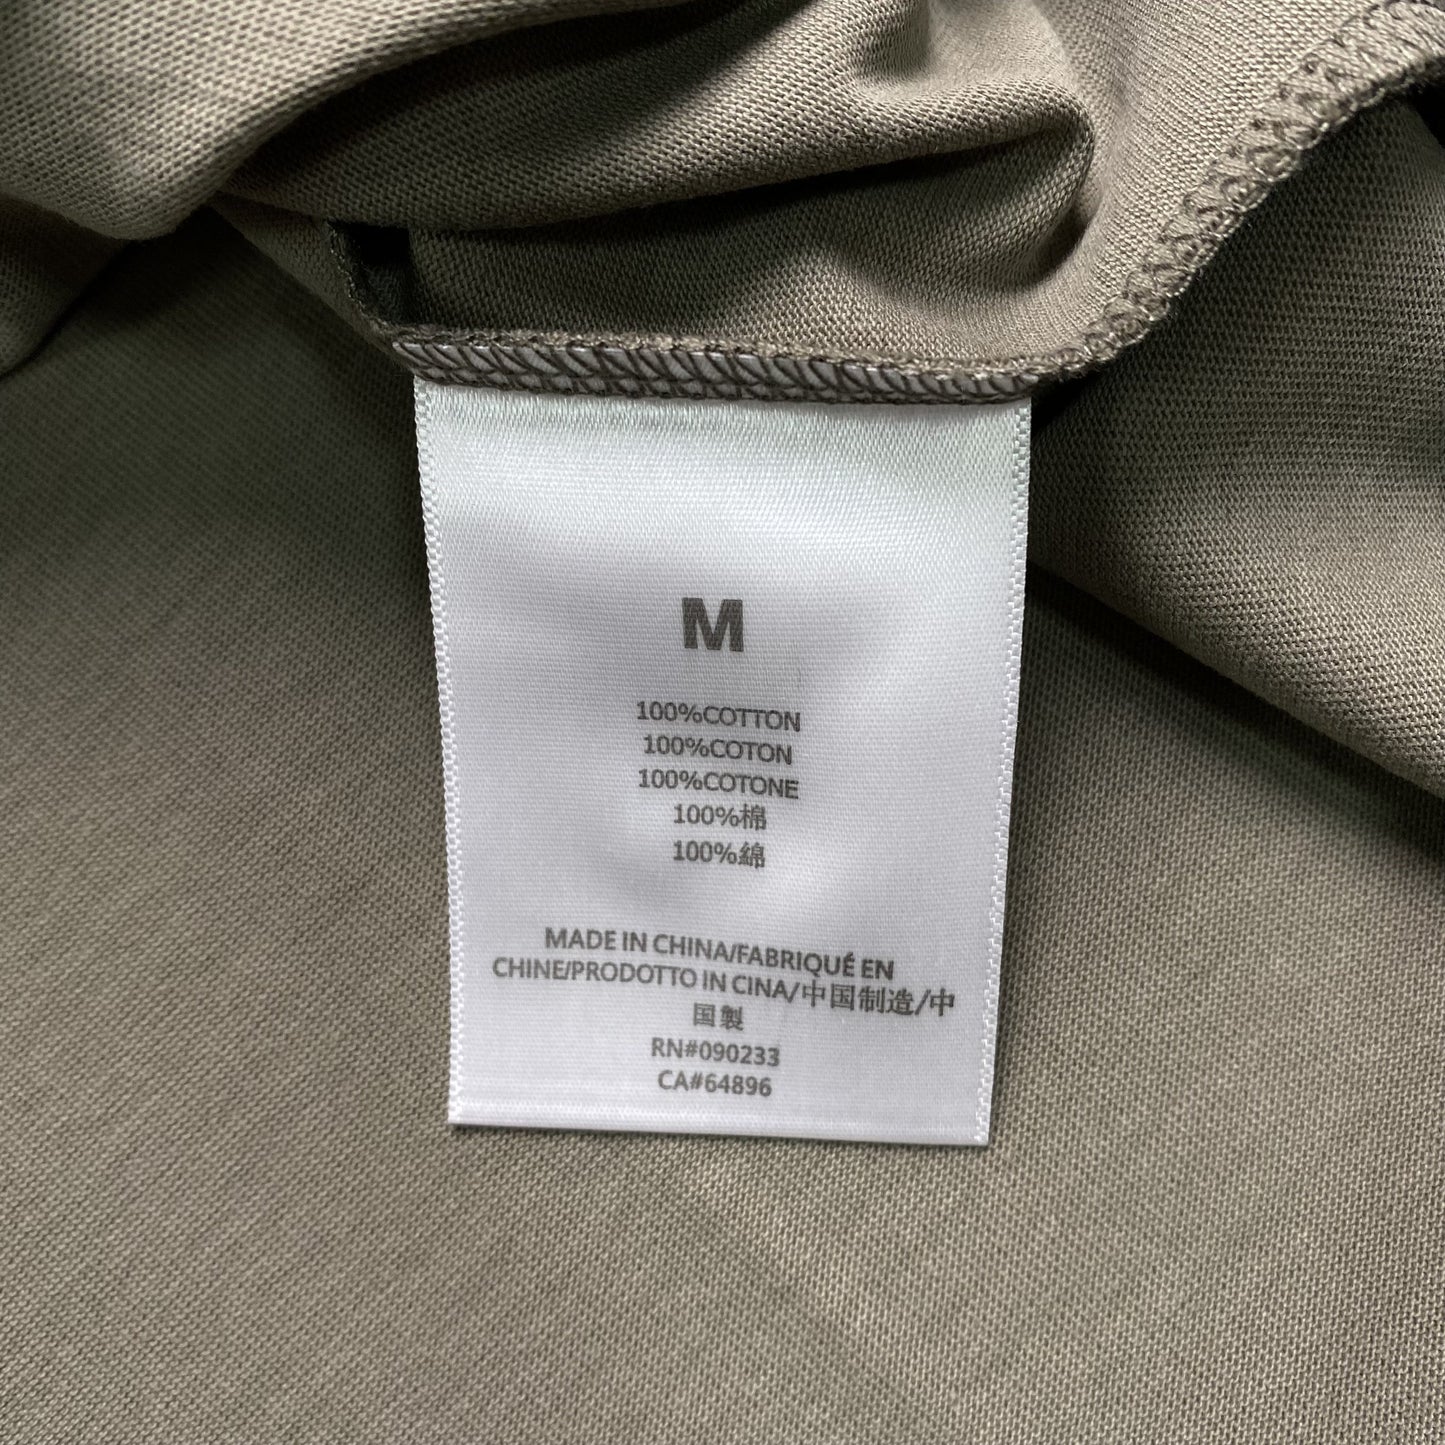 M
100%COTTON
100%COTON
100%COTONE
100%棉
100%綿
MADE IN CHINA/FABRIQUÉ EN
CHINE/PRODOTTO IN CINA/中国制造/中
国製
RN#090233
CA#64896